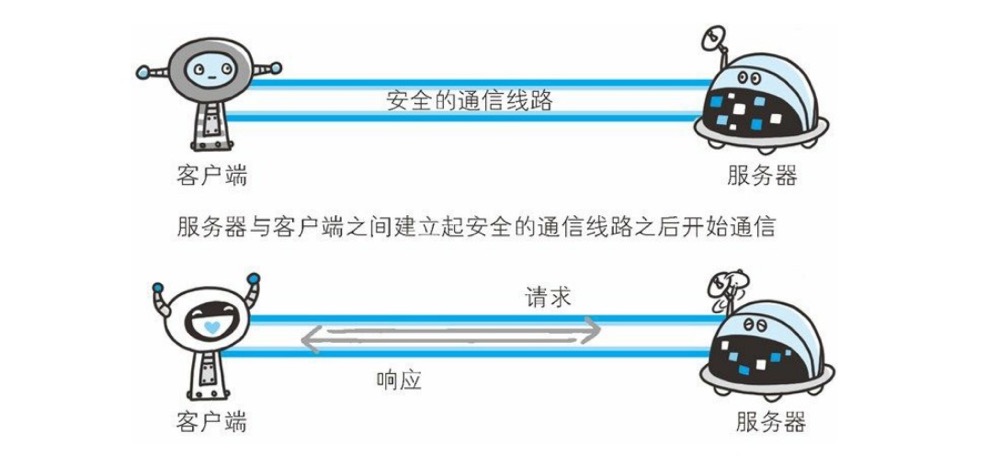 安全的通信线路
客户端
服务器
服务器与客户端之间建立起安全的通信线路之后开始通信
请求
响应
客户端
服务器